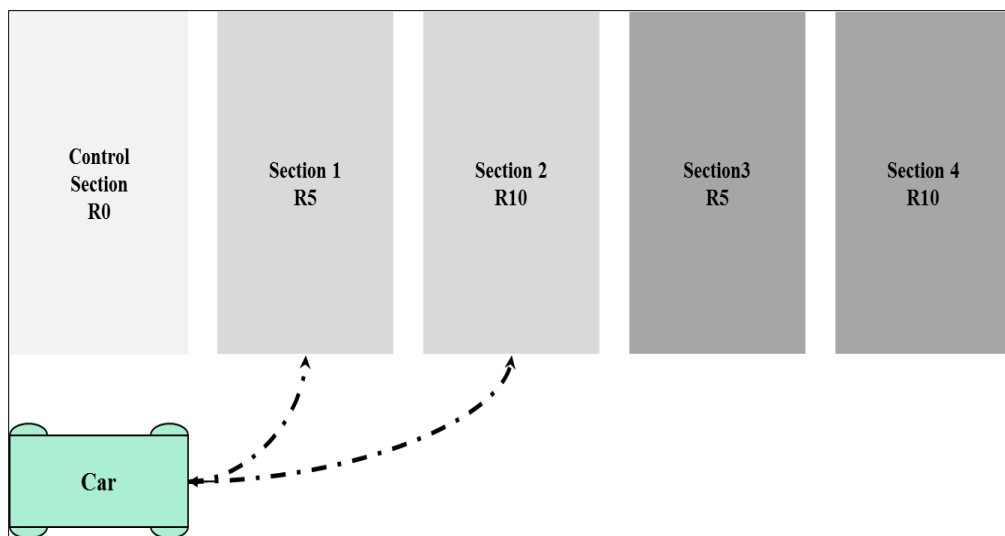 Control
Section
R0
Section 1
R5
Section 2
R10
Section3
R5
Section 4
R10
Car